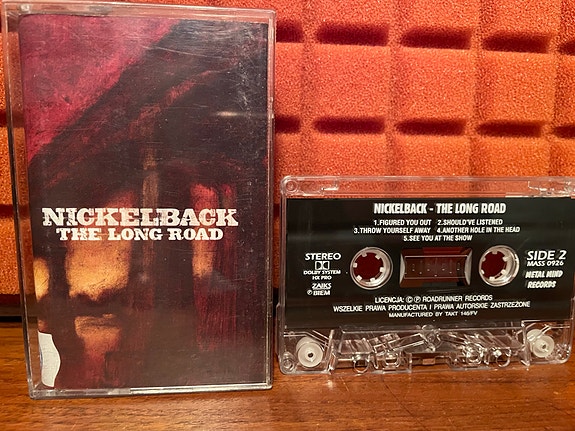 NICKELBACK
THE LONG ROAD
NICKELBACK - THE LONG ROAD
1.FIGURED YOU OUT 2.SHOULD'VE LISTENED
3.THROW YOURSELF AWAY 4.ANOTHER HOLE IN THE HEAD
5.SEE YOU AT THE SHOW
STEREO
DOLBY SYSTEM
HX PRO
ZAIKS
BIEM
SIDE 2
MASS 0926
METAL MIND
RECORDS
LICENCJA: © ℗ ROADRUNNER RECORDS
WSZELKIE PRAWA PRODUCENTA I PRAWA AUTORSKIE ZASTRZEŻONE
MANUFACTURED BY TAKT 146/FV